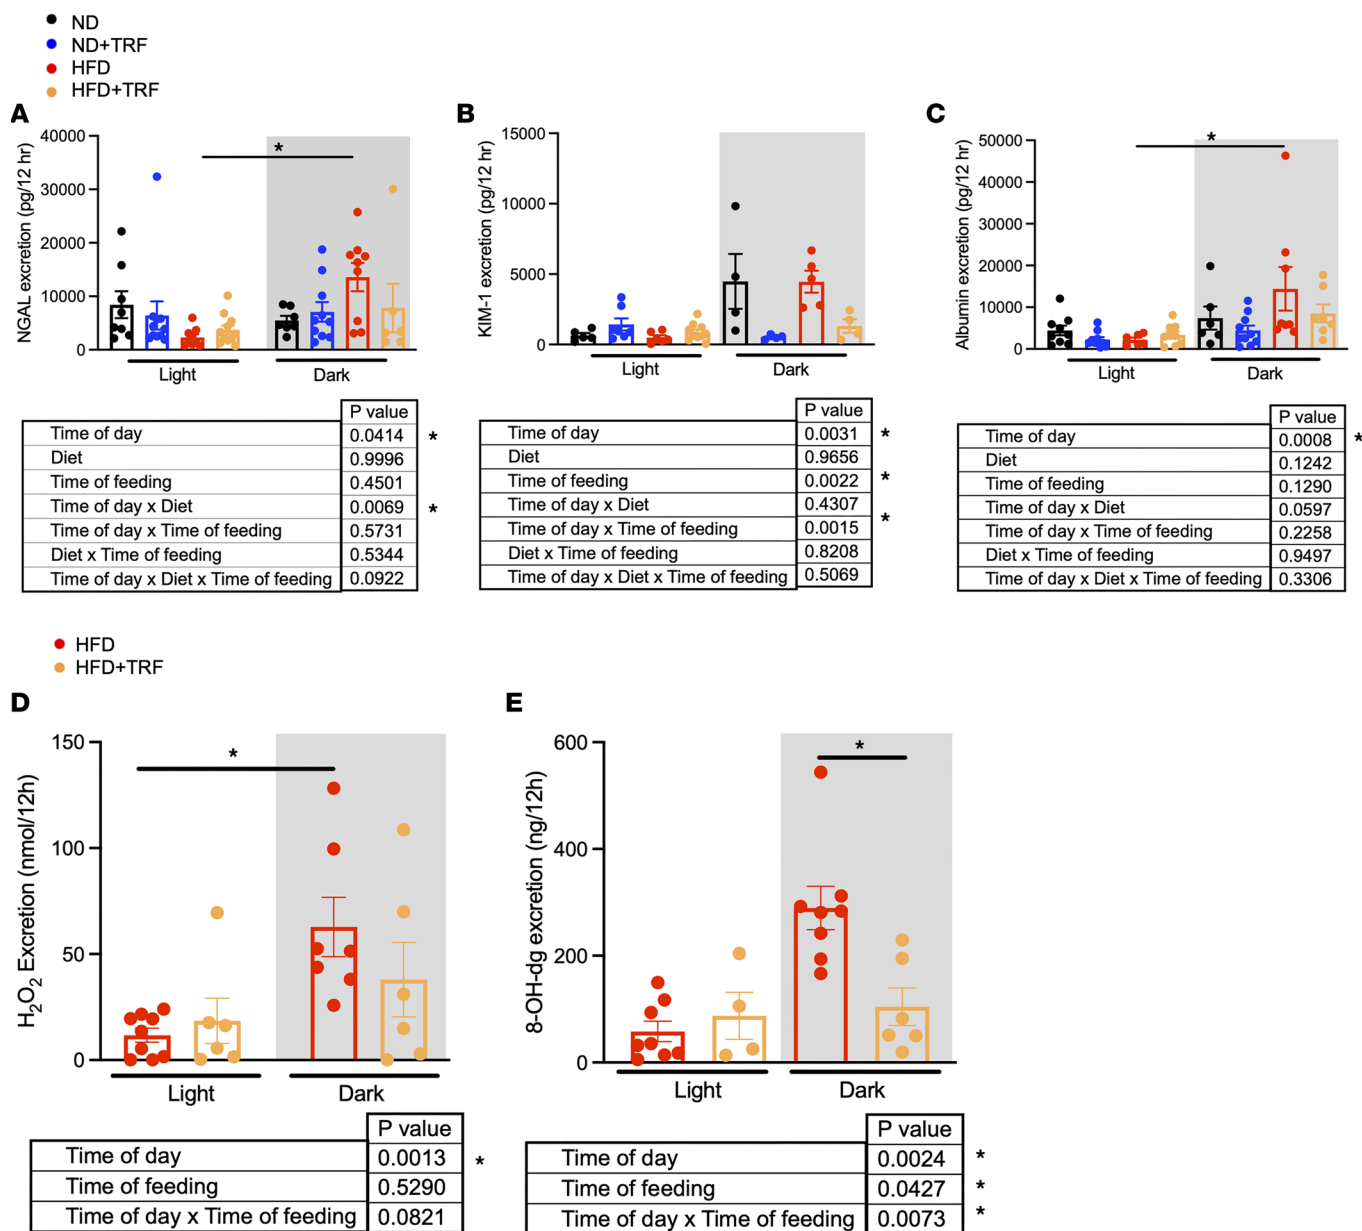 ND
ND+TRF
HFD
HFD+TRF
A
NGAL excretion (pg/12 hr)
40000
30000
20000
10000
0
*
Light
Dark
B
KIM-1 excretion (pg/12 hr)
15000
10000
5000
0
Light
Dark
C
Albumin excretion (pg/12 hr)
50000
40000
30000
20000
10000
0
*
Light
Dark
P value
Time of day 0.0414 *
Diet 0.9996
Time of feeding 0.4501
Time of day x Diet 0.0069 *
Time of day x Time of feeding 0.5731
Diet x Time of feeding 0.5344
Time of day x Diet x Time of feeding 0.0922
P value
Time of day 0.0031 *
Diet 0.9656
Time of feeding 0.0022 *
Time of day x Diet 0.4307
Time of day x Time of feeding 0.0015 *
Diet x Time of feeding 0.8208
Time of day x Diet x Time of feeding 0.5069
P value
Time of day 0.0008 *
Diet 0.1242
Time of feeding 0.1290
Time of day x Diet 0.0597
Time of day x Time of feeding 0.2258
Diet x Time of feeding 0.9497
Time of day x Diet x Time of feeding 0.3306
HFD
HFD+TRF
D
H₂O₂ Excretion (nmol/12h)
150
100
50
0
*
Light
Dark
E
8-OH-dg excretion (ng/12h)
600
400
200
0
*
Light
Dark
P value
Time of day 0.0013 *
Time of feeding 0.5290
Time of day x Time of feeding 0.0821
P value
Time of day 0.0024 *
Time of feeding 0.0427 *
Time of day x Time of feeding 0.0073 *